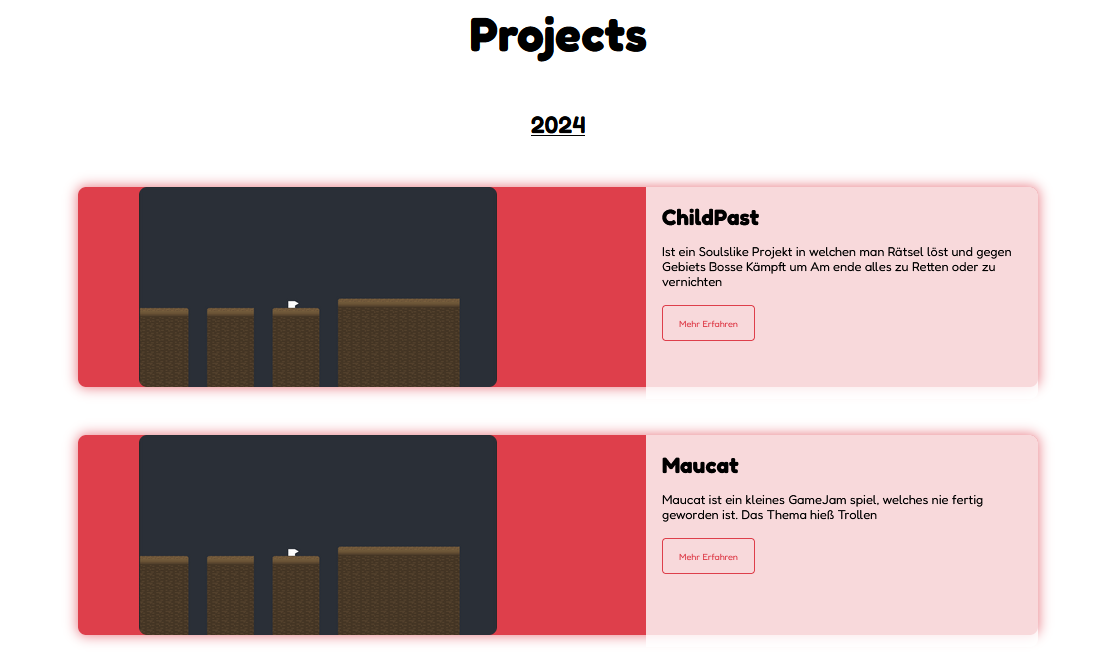 Projects
2024
ChildPast
Ist ein Soulslike Projekt in welchen man Rätsel löst und gegen
Gebiets Bosse Kämpft um Am ende alles zu Retten oder zu
vernichten
Mehr Erfahren
Maucat
Maucat ist ein kleines GameJam spiel, welches nie fertig
geworden ist. Das Thema hieß Trollen
Mehr Erfahren